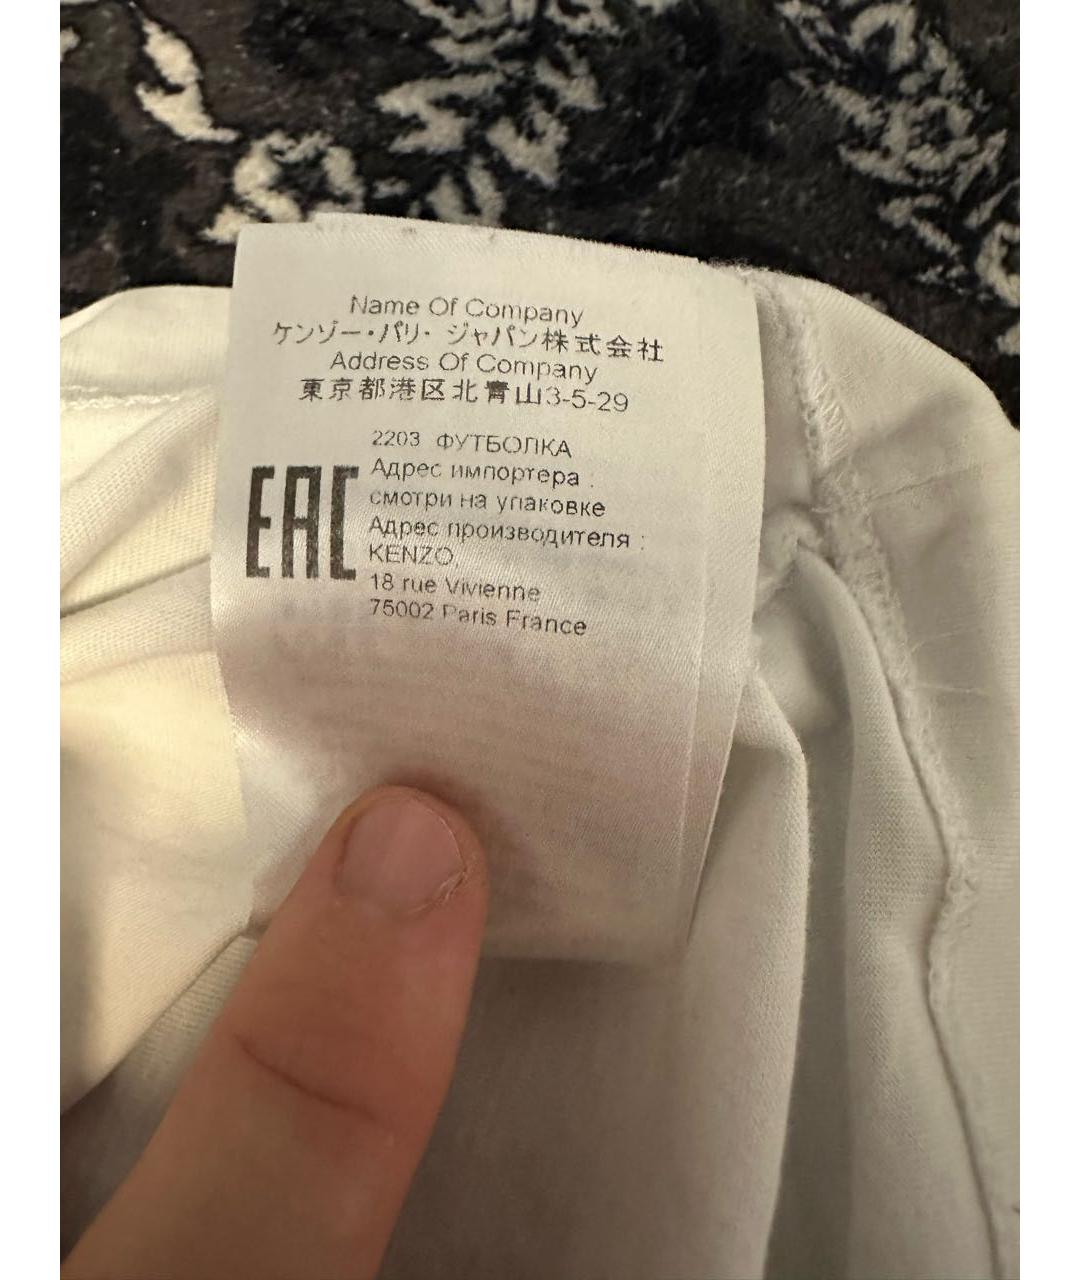 Name Of Company
ケンゾー・パリ・ジャパン株式会社
Address Of Company
東京都港区北青山3-5-29
2203 ФУТБОЛКА
Адрес импортера :
смотри на упаковке
Адрес производителя :
KENZO,
18 rue Vivienne
75002 Paris France
EAC